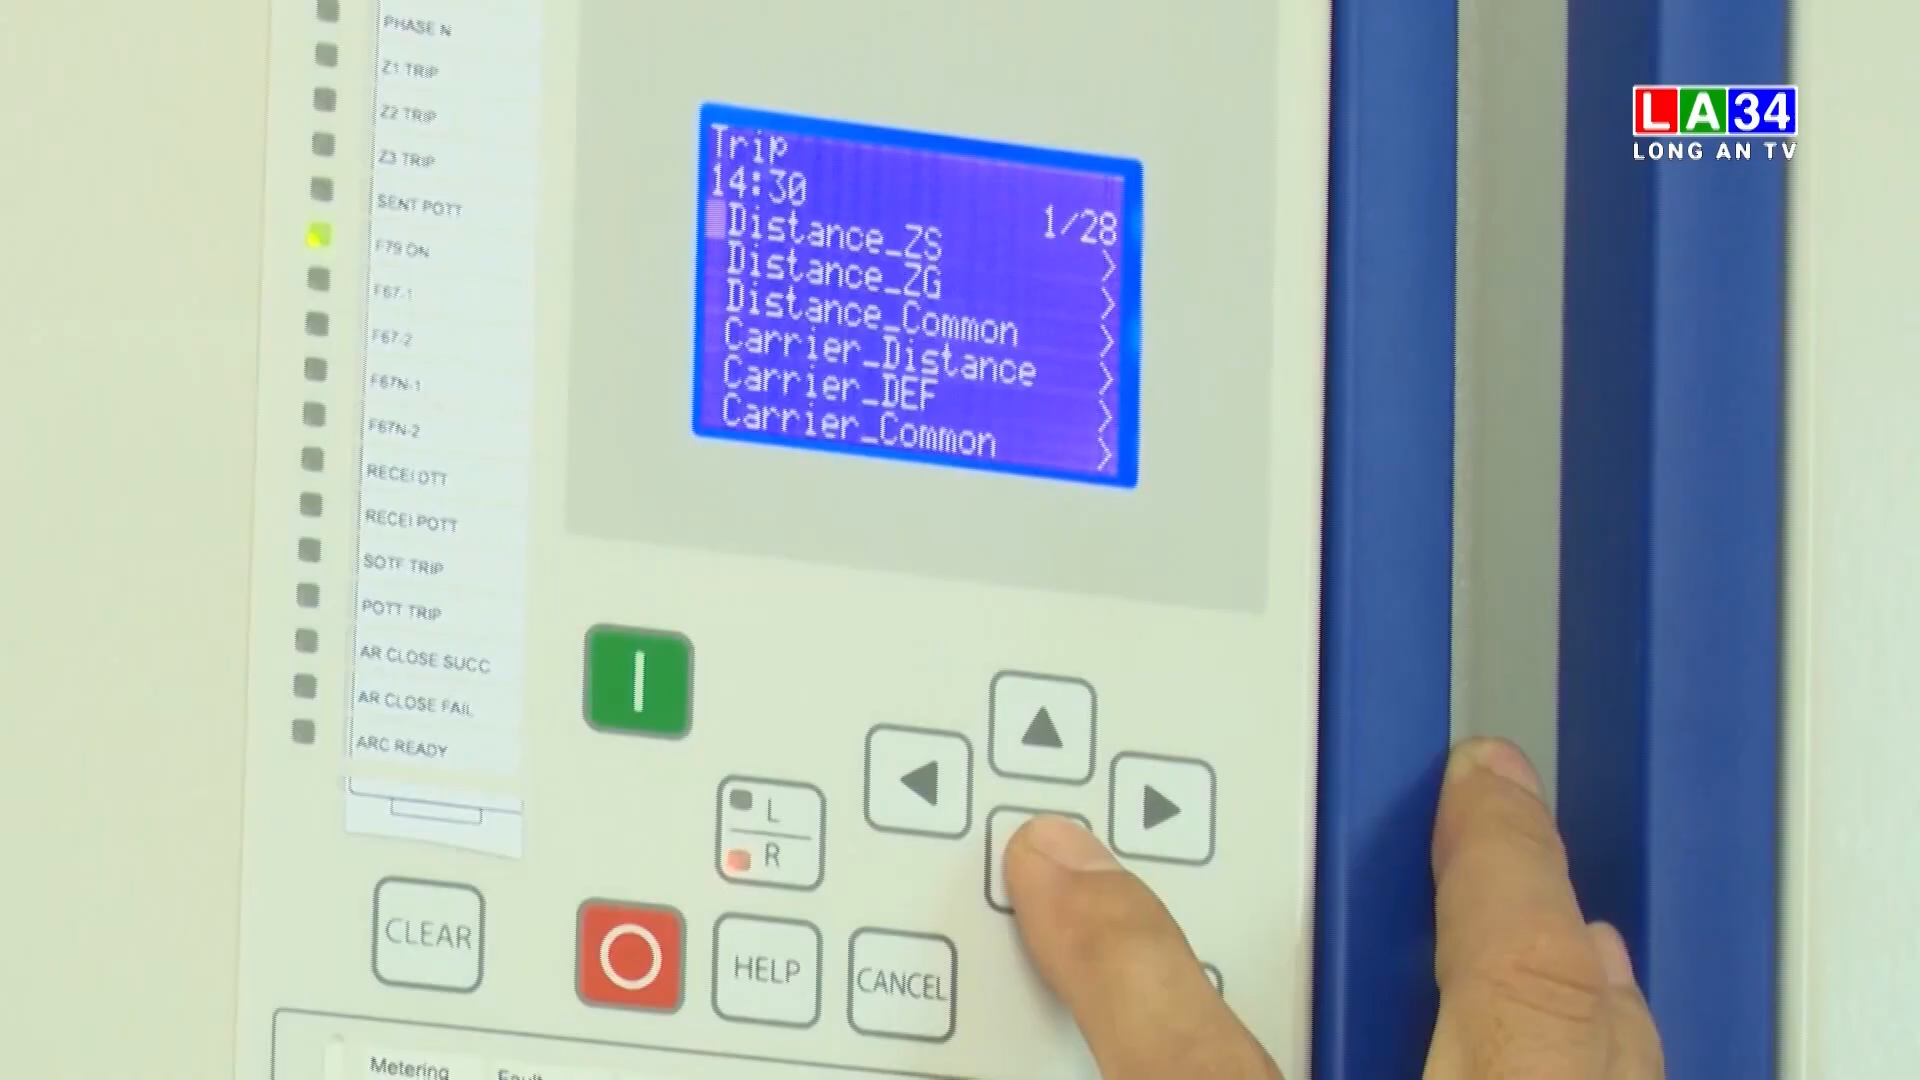 PHASE N
Z1 TRIP
Z2 TRIP
Z3 TRIP
SENT POTT
F79 ON
F67-1
F67-2
F67N-1
F67N-2
RECEI DTT
RECEI POTT
SOTF TRIP
POTT TRIP
AR CLOSE SUCC
AR CLOSE FAIL
ARC READY
Trip
14:30 1/28
Distance_ZS >
Distance_ZG >
Distance_Common >
Carrier_Distance >
Carrier_DEF >
Carrier_Common >
LA34
LONG AN TV
L
R
CLEAR
HELP
CANCEL
Metering